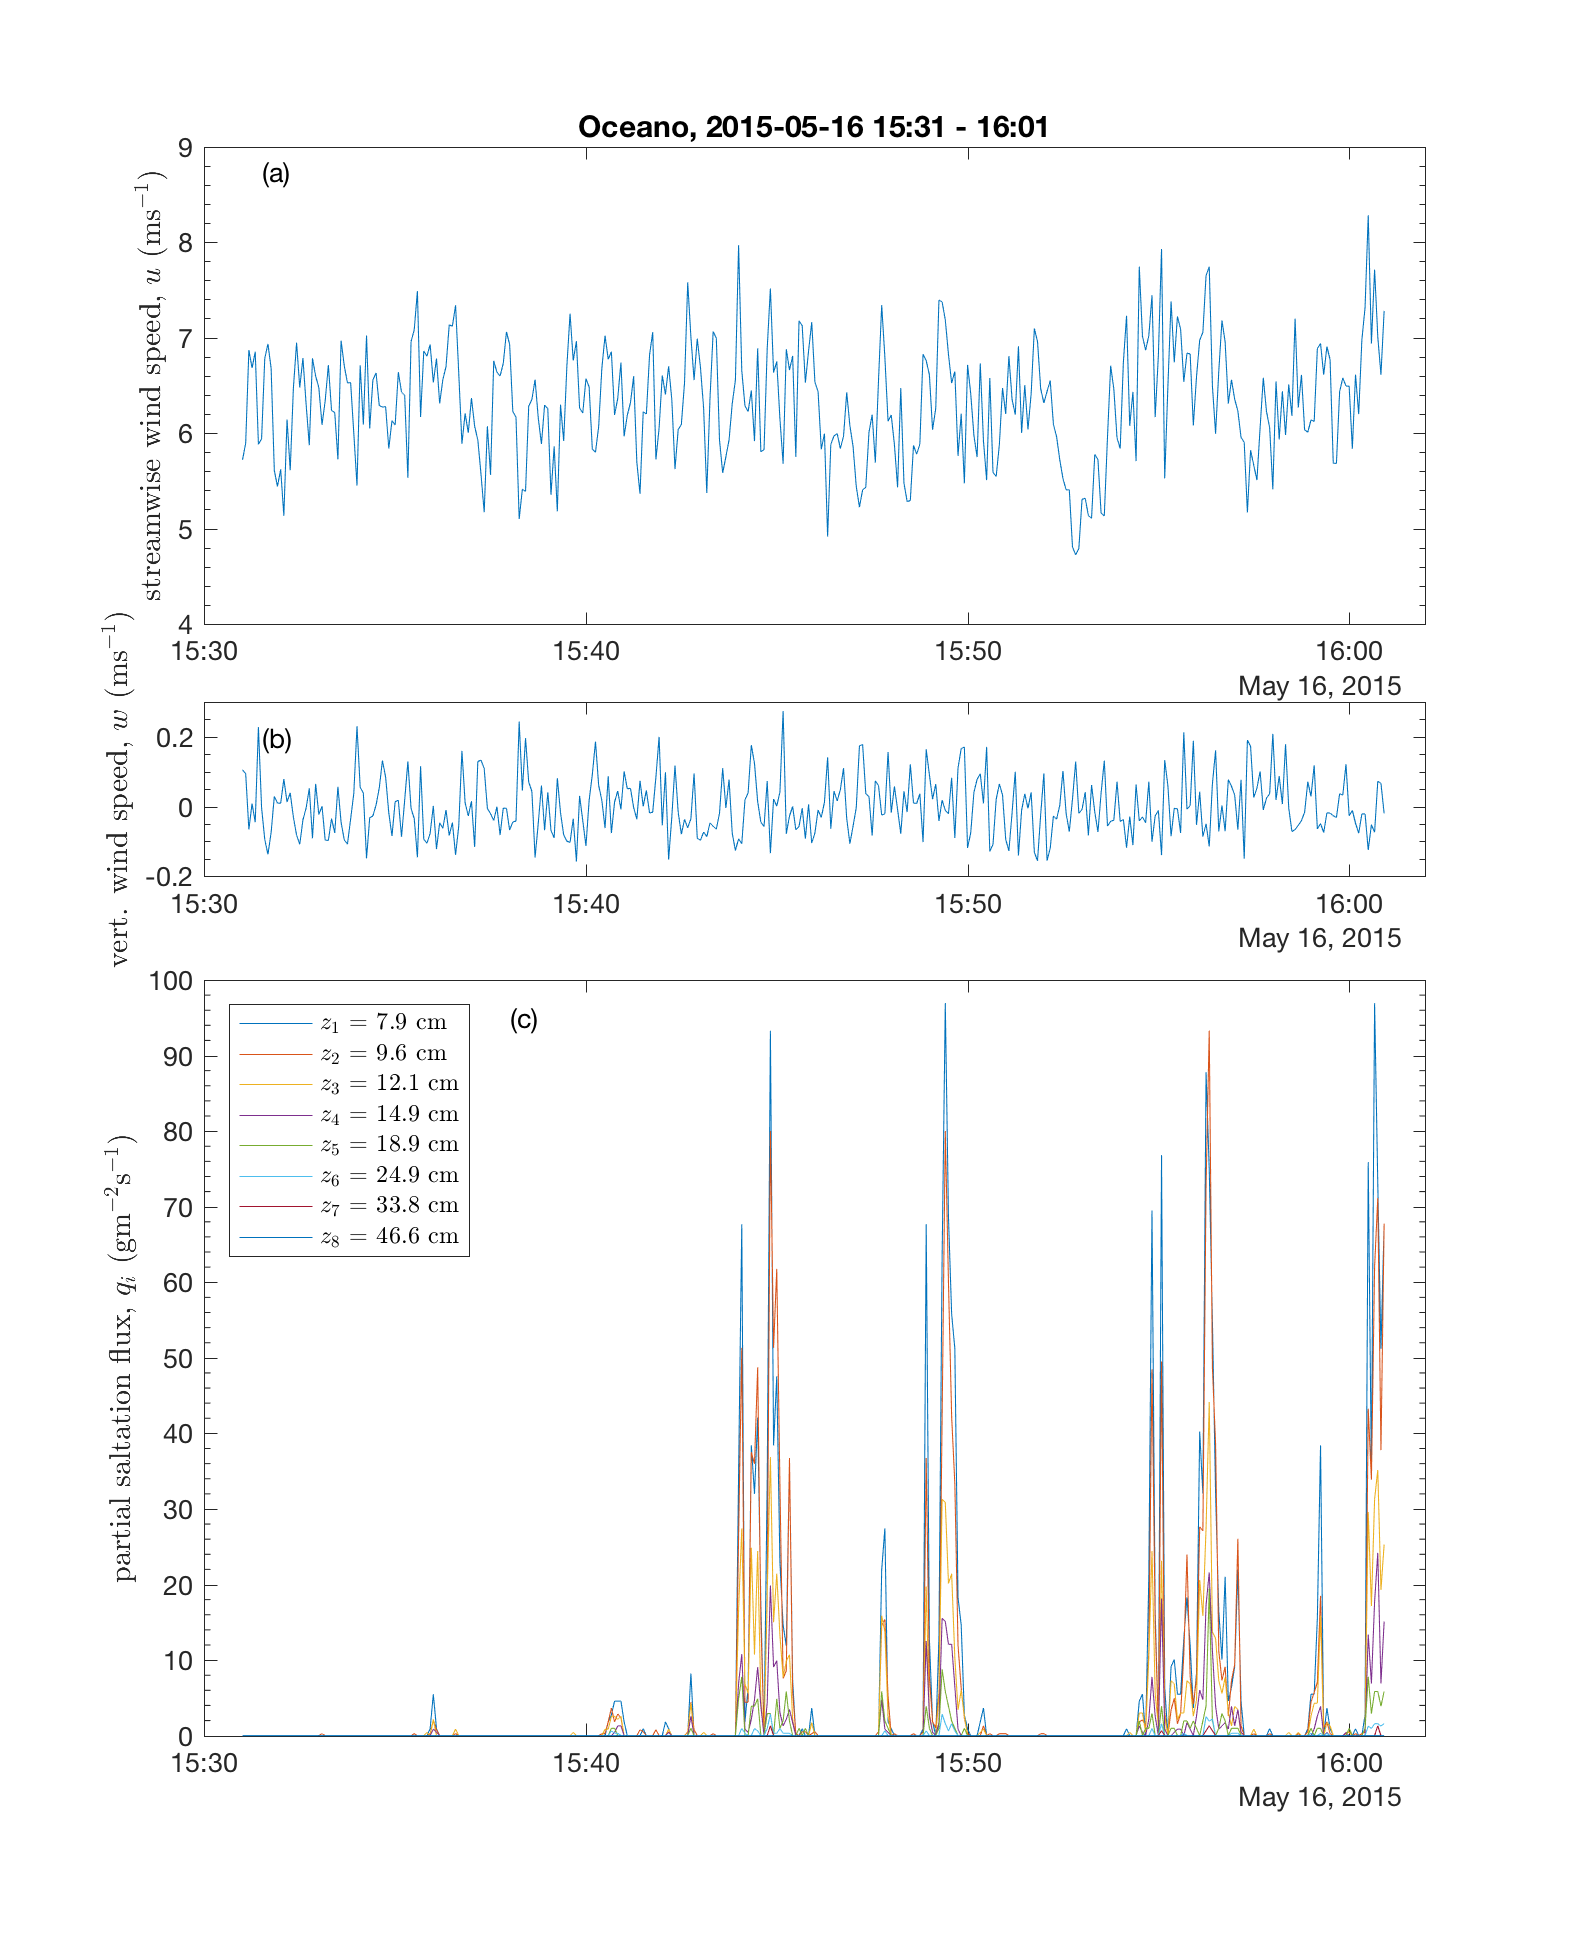 Oceano, 2015-05-16 15:31 - 16:01
(a)
streamwise wind speed, u (ms⁻¹)
9
8
7
6
5
4
15:30 15:40 15:50 16:00
May 16, 2015
(b)
vert. wind speed, w (ms⁻¹)
0.2
0
-0.2
15:30 15:40 15:50 16:00
May 16, 2015
(c)
partial saltation flux, qᵢ (gm⁻²s⁻¹)
100
90
80
70
60
50
40
30
20
10
0
z₁ = 7.9 cm
z₂ = 9.6 cm
z₃ = 12.1 cm
z₄ = 14.9 cm
z₅ = 18.9 cm
z₆ = 24.9 cm
z₇ = 33.8 cm
z₈ = 46.6 cm
15:30 15:40 15:50 16:00
May 16, 2015